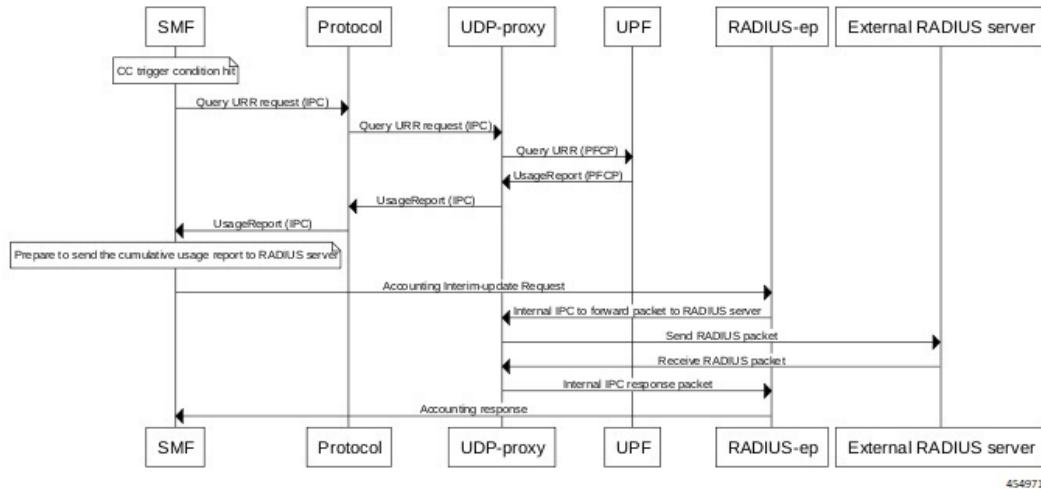 SMF
Protocol
UDP-proxy
UPF
RADIUS-ep
External RADIUS server
CC trigger condition hit
Query URR request (IPC)
Query URR request (IPC)
Query URR (PFCP)
UsageReport (PFCP)
UsageReport (IPC)
UsageReport (IPC)
Prepare to send the cumulative usage report to RADIUS server
Accounting Interim-update Request
Internal IPC to forward packet to RADIUS server
Send RADIUS packet
Receive RADIUS packet
Internal IPC response packet
Accounting response
SMF
Protocol
UDP-proxy
UPF
RADIUS-ep
External RADIUS server
454971